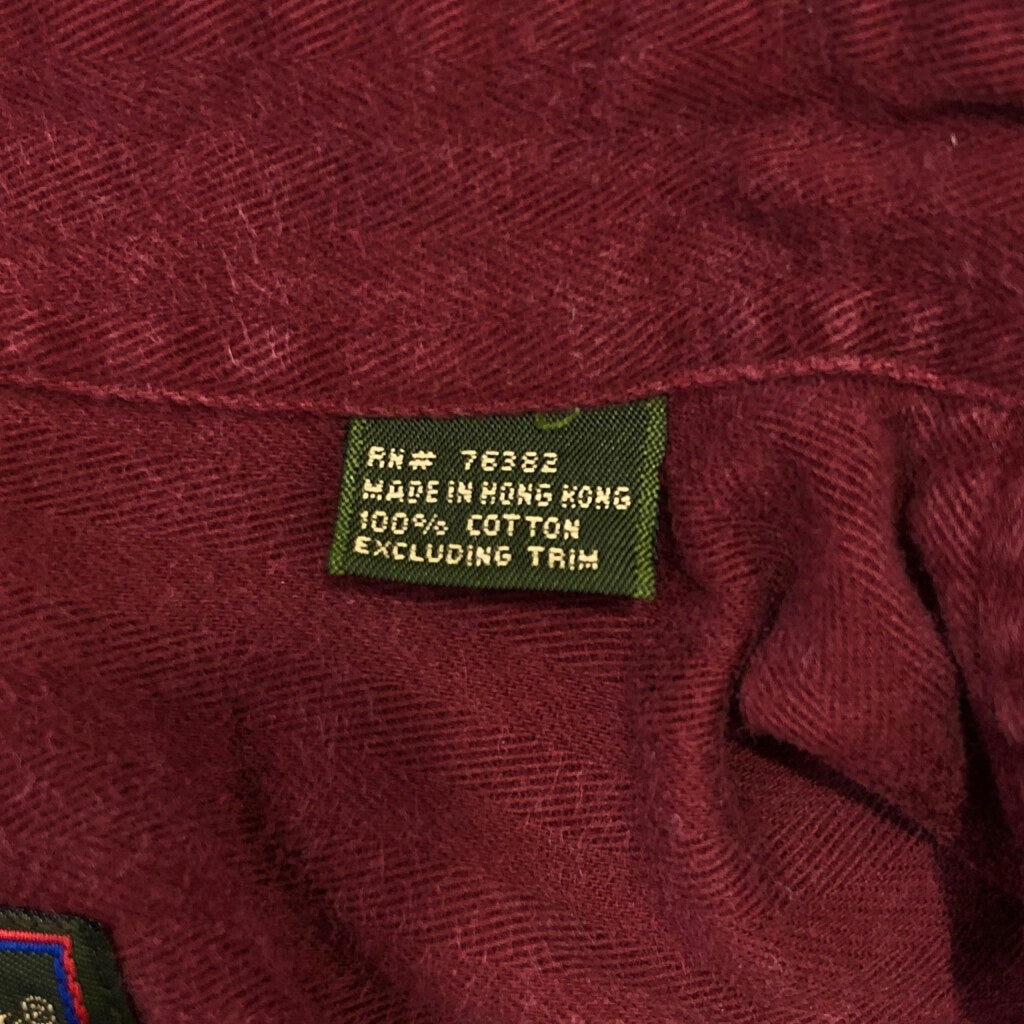 RN# 76382
MADE IN HONG KONG
100% COTTON
EXCLUDING TRIM
®